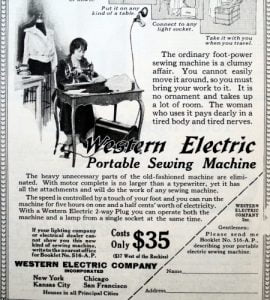 or knee.
Put it on any
kind of a table.
Connect to any
light socket.
Take it with you
when you travel.
The ordinary foot-power
sewing machine is a clumsy
affair. You cannot easily
move it around, so you must
bring your work to it. It is
no ornament and takes up
a lot of room. The woman
who uses it pays dearly in a
tired body and tired nerves.
Western Electric
Portable Sewing Machine
The heavy unnecessary parts of the old-fashioned machine are elimi-
nated. With motor complete is no larger than a typewriter, yet it has
all the attachments and will do the work of any sewing machine.
The speed is controlled by a touch of your foot and you can run the
machine for five hours on one and a half cents' worth of electricity.
With a Western Electric 2-way Plug you can operate both the
machine and a lamp from a single socket at the same time.
WESTERN
ELECTRIC
COMPANY
Inc.
If your lighting company
or electrical dealer can-
not show you this new
kind of sewing machine,
write nearest office
for Booklet No. 516-A P.
Costs
Only
$35
($37 West of the Rockies)
Gentlemen:
Please send me
Booklet No. 516-A P,
describing your portable
electric sewing machine.
WESTERN ELECTRIC COMPANY
INCORPORATED
New York Chicago
Kansas City San Francisco
Houses in all Principal Cities
Name
Address